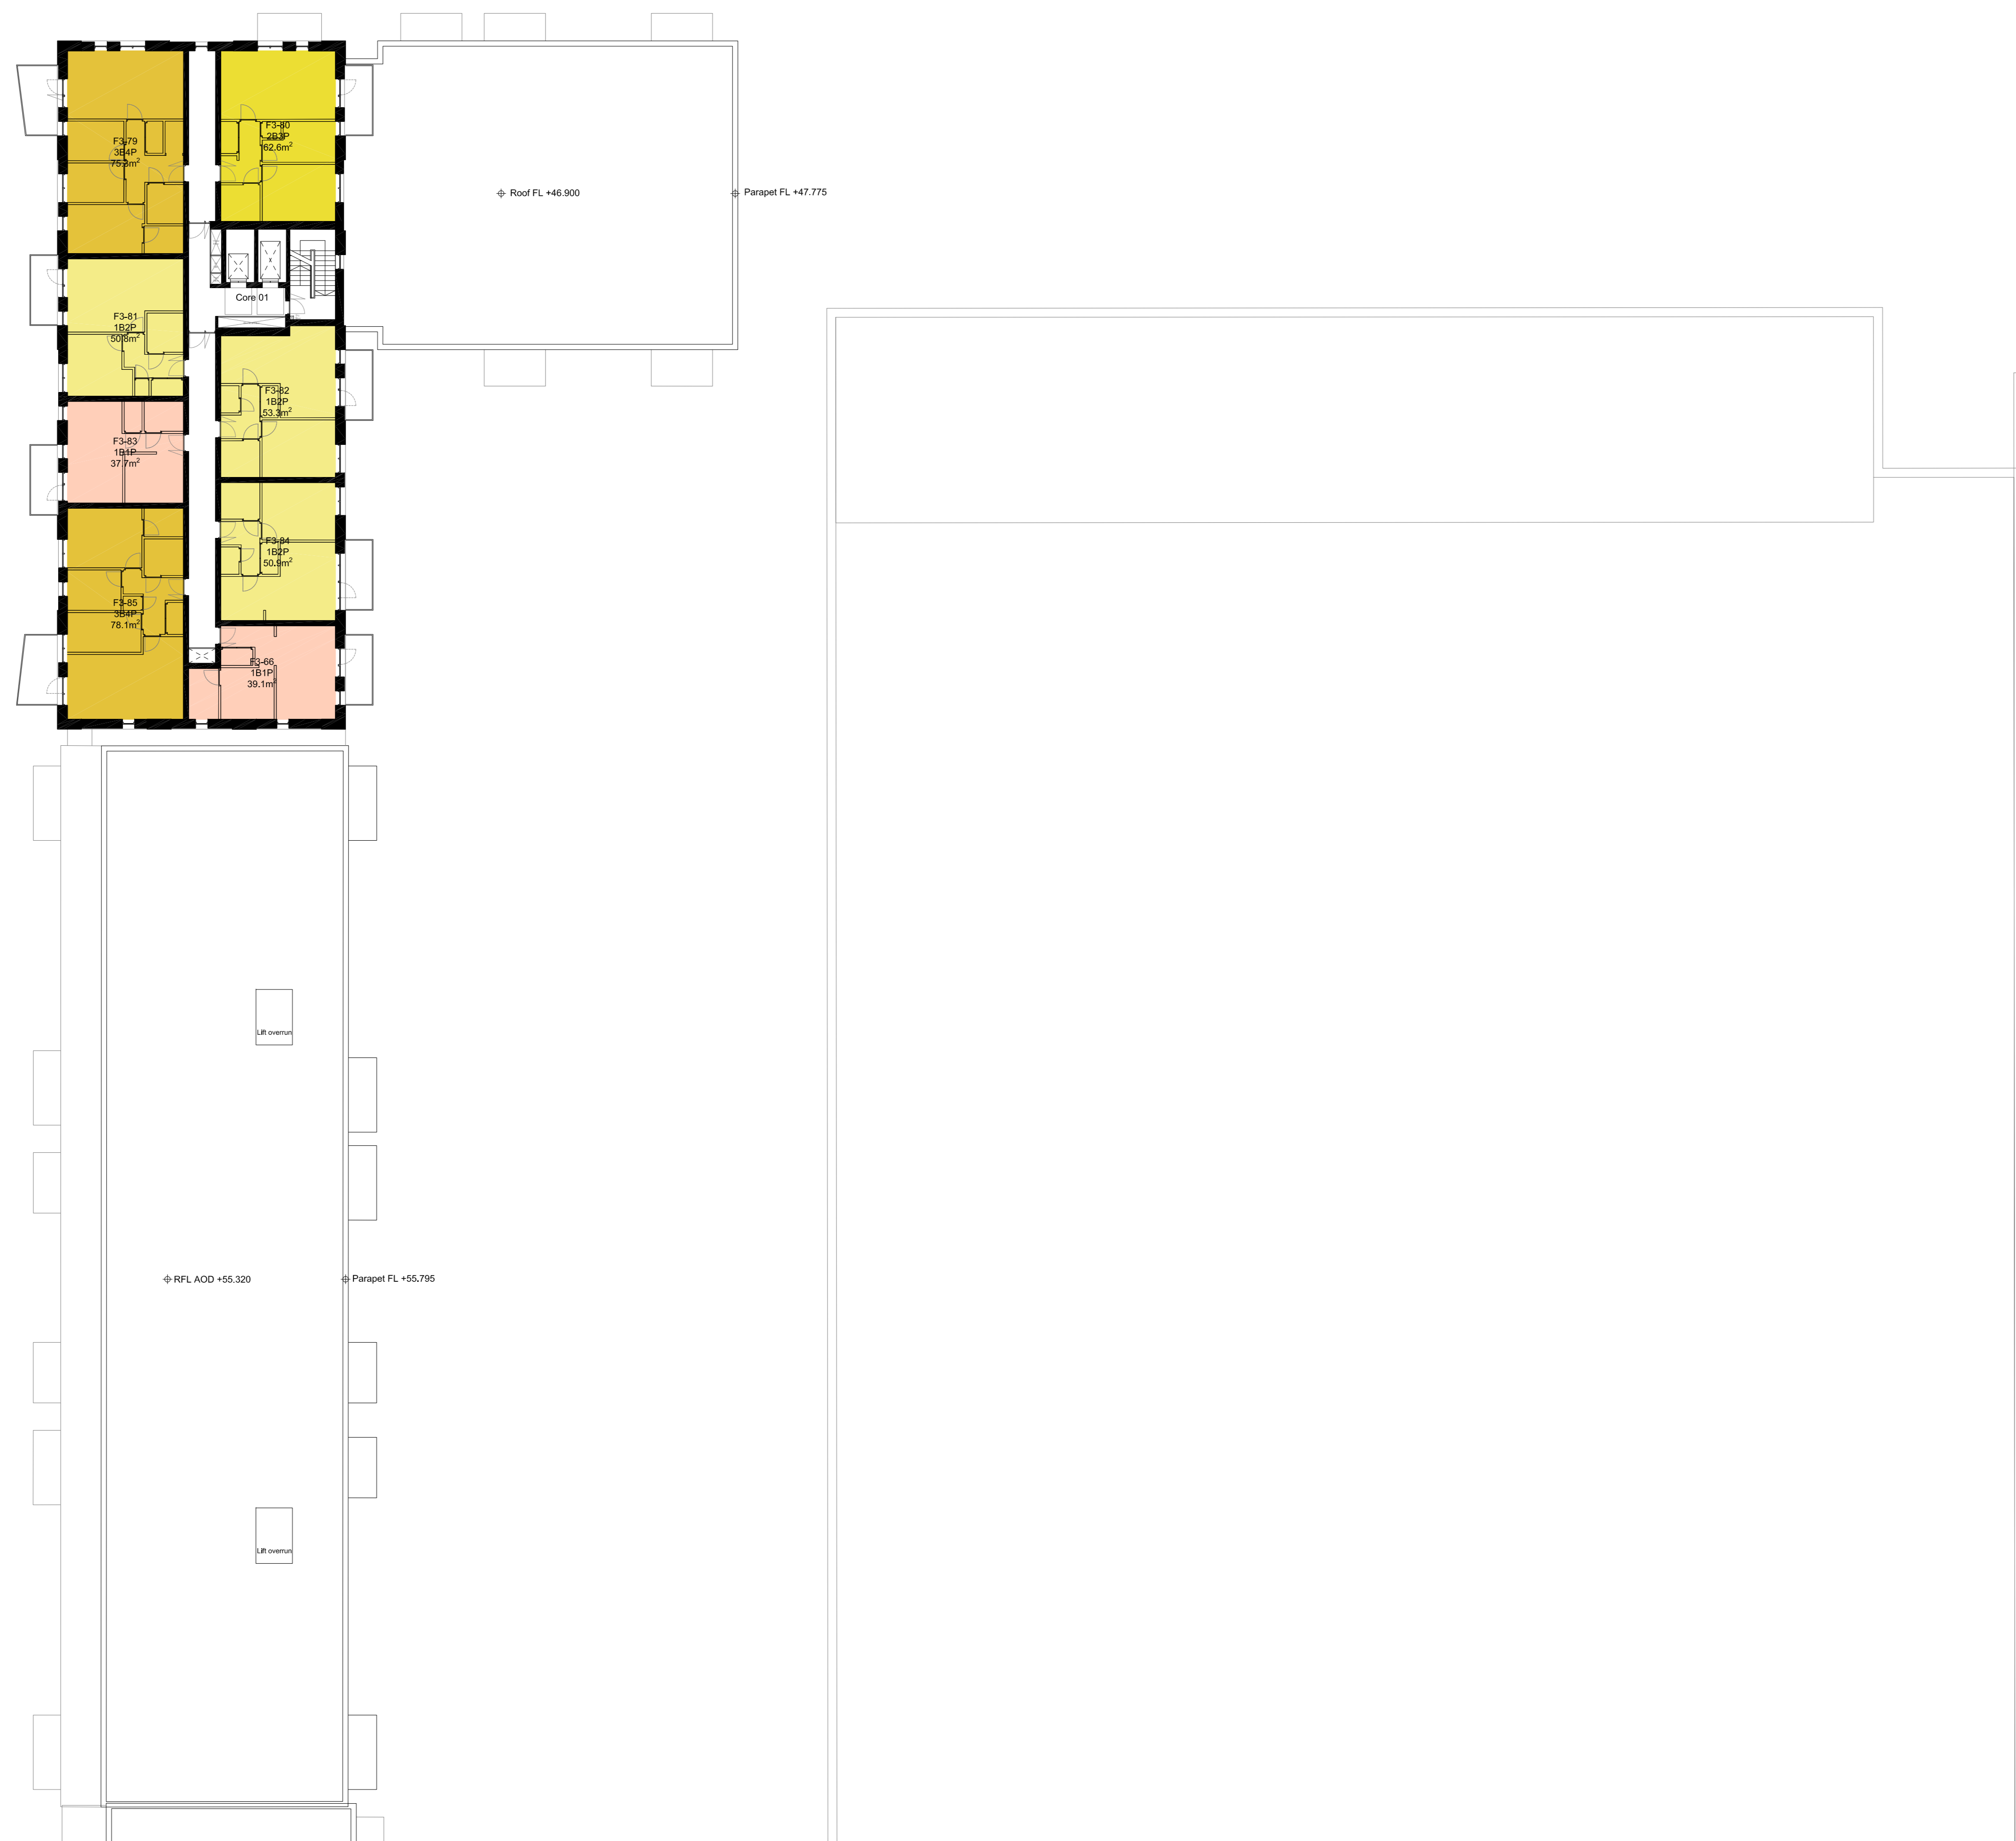 F3-79
3B4P
75.8m²
F3-80
2B3P
62.6m²
Roof FL +46.900
Parapet FL +47.775
Core 01
F3-81
1B2P
50.8m²
F3-82
1B2P
53.3m²
F3-83
1B1P
37.7m²
F3-84
1B2P
50.9m²
F3-85
3B4P
78.1m²
F3-66
1B1P
39.1m²
Lift overrun
RFL AOD +55.320
Parapet FL +55.795
Lift overrun